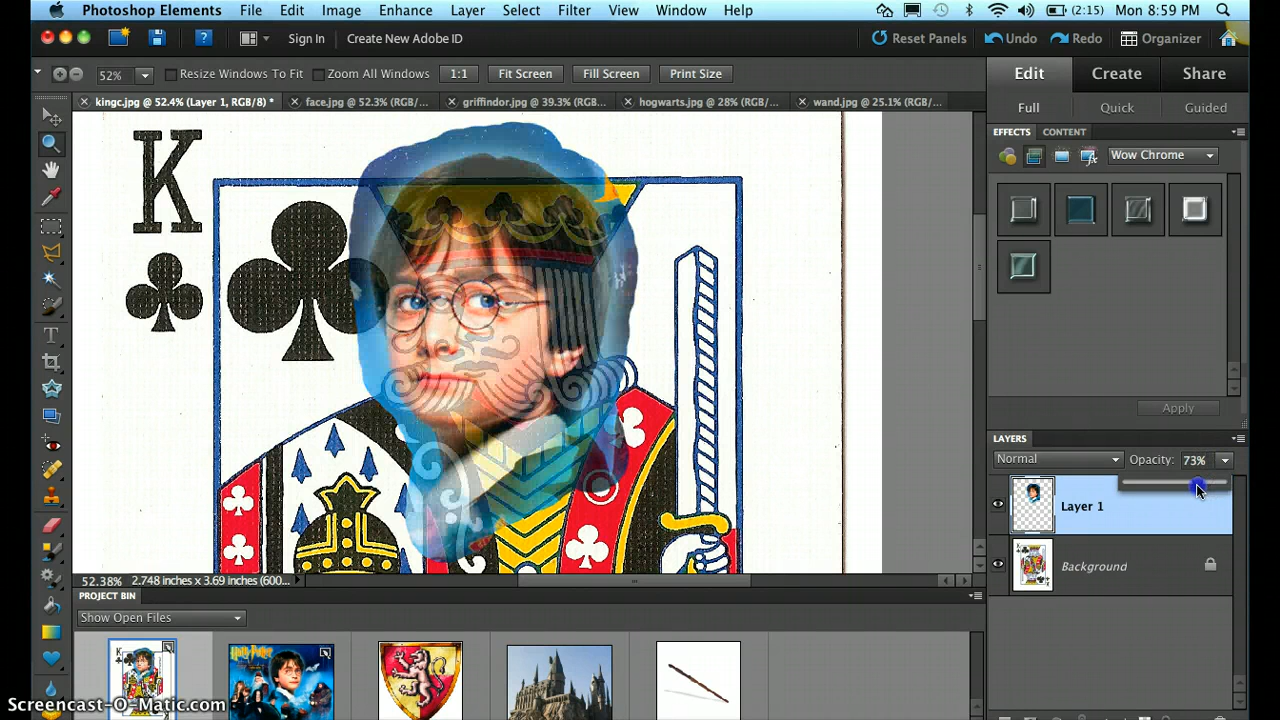 Photoshop Elements File Edit Image Enhance Layer Select Filter View Window Help (2:15) Mon 8:59 PM
? Sign In Create New Adobe ID Reset Panels Undo Redo Organizer
52% Resize Windows To Fit Zoom All Windows 1:1 Fit Screen Fill Screen Print Size
Edit Create Share
kingc.jpg @ 52.4% (Layer 1, RGB/8) * face.jpg @ 52.3% (RGB/... griffindor.jpg @ 39.3% (RGB... hogwarts.jpg @ 28% (RGB/... wand.jpg @ 25.1% (RGB/...
Full Quick Guided
EFFECTS CONTENT
Wow Chrome
K
T
Apply
LAYERS
Normal Opacity: 73%
Layer 1
Background
52.38% 2.748 inches x 3.69 inches (600...
PROJECT BIN
Show Open Files
Harry Potter
Screencast-O-Matic.com